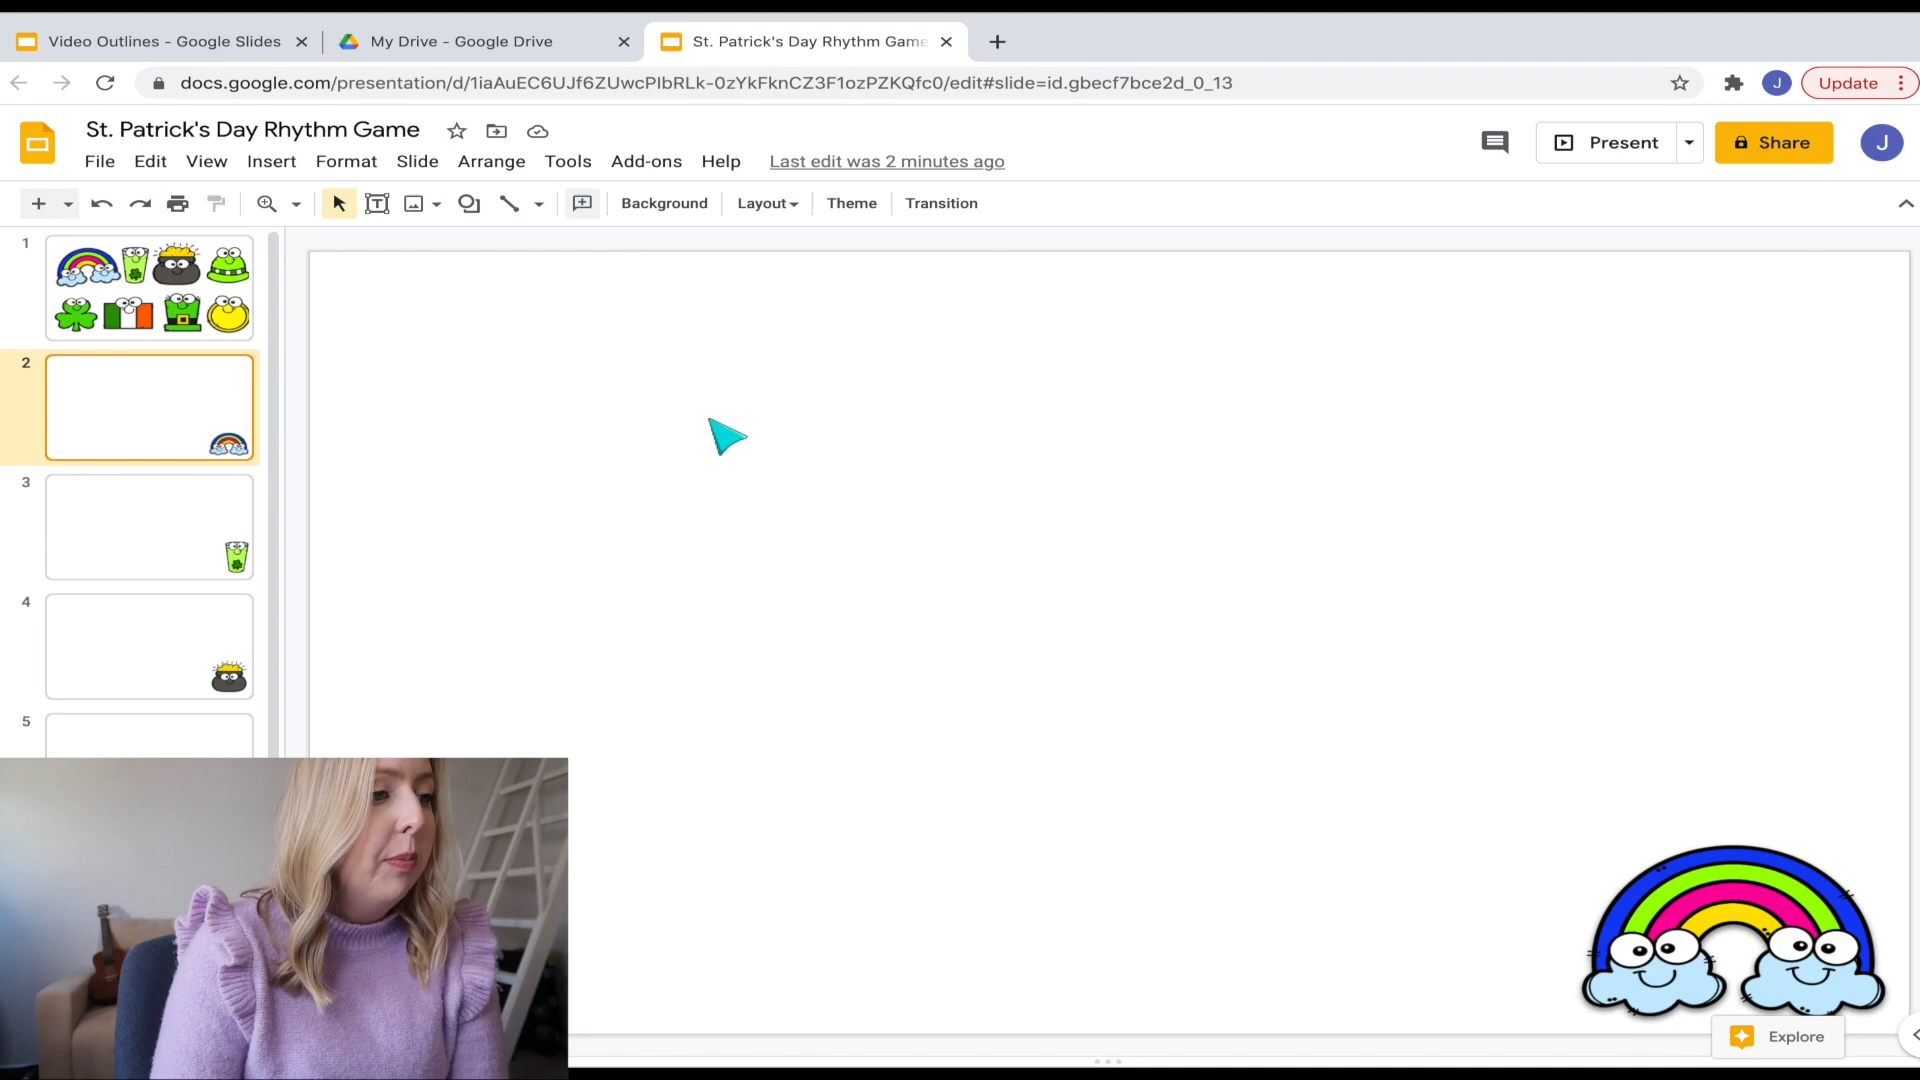 Video Outlines - Google Slides
My Drive - Google Drive
St. Patrick's Day Rhythm Game
docs.google.com/presentation/d/1iaAuEC6UJf6ZUwcPIbRLk-0zYkFknCZ3F1ozPZKQfc0/edit#slide=id.gbecf7bce2d_0_13
J
Update
St. Patrick's Day Rhythm Game
File Edit View Insert Format Slide Arrange Tools Add-ons Help Last edit was 2 minutes ago
Present
Share
J
Background Layout Theme Transition
1
2
3
4
5
Explore